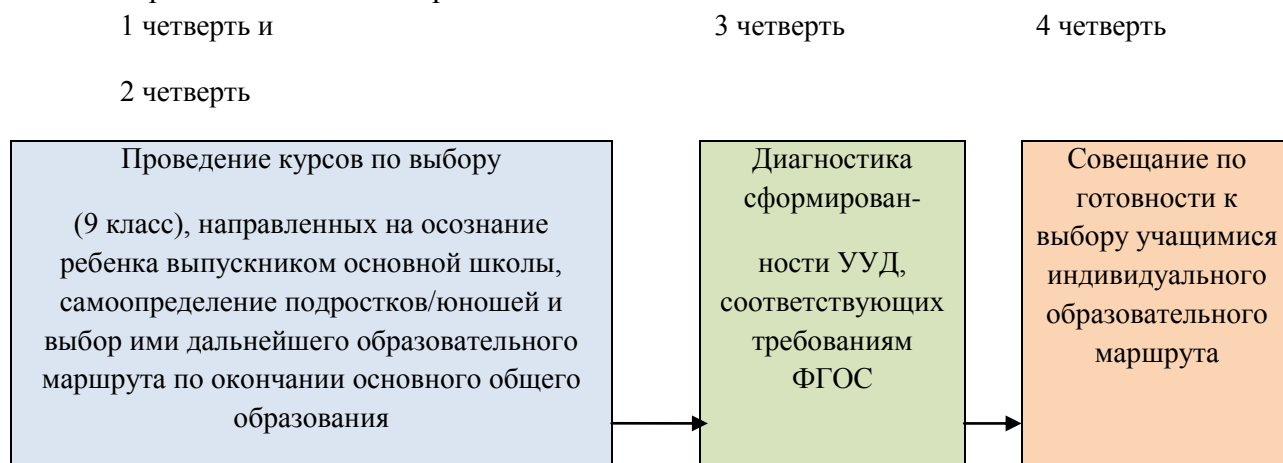 1 четверть и
3 четверть
4 четверть
2 четверть
Проведение курсов по выбору
(9 класс), направленных на осознание
ребенка выпускником основной школы,
самоопределение подростков/юношей и
выбор ими дальнейшего образовательного
маршрута по окончании основного общего
образования
Диагностика
сформирован-
ности УУД,
соответствующих
требованиям
ФГОС
Совещание по
готовности к
выбору учащимися
индивидуального
образовательного
маршрута